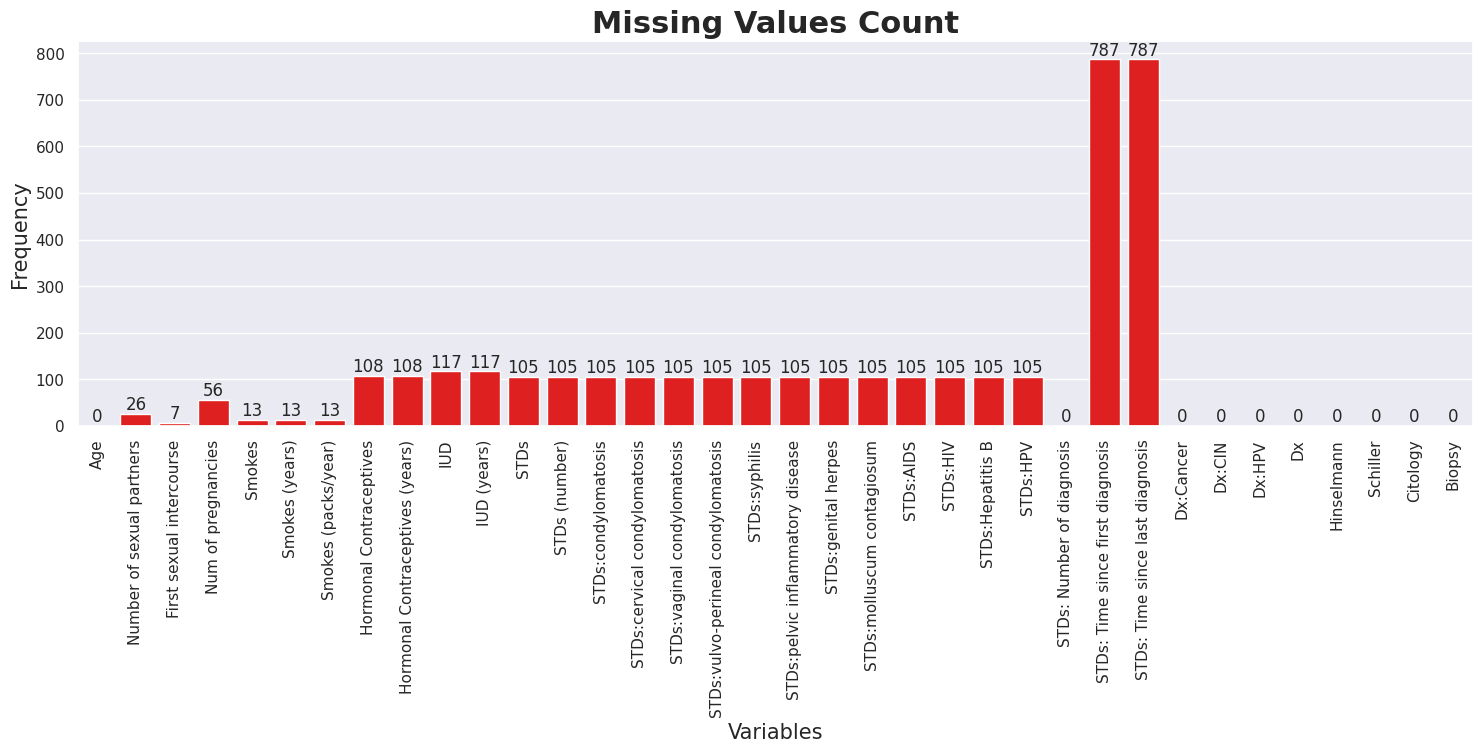 Missing Values Count
Frequency
800
700
600
500
400
300
200
100
0
0
26
7
56
13
13
13
108
108
117
117
105
105
105
105
105
105
105
105
105
105
105
105
105
105
0
787
787
0
0
0
0
0
0
0
0
Age
Number of sexual partners
First sexual intercourse
Num of pregnancies
Smokes
Smokes (years)
Smokes (packs/year)
Hormonal Contraceptives
Hormonal Contraceptives (years)
IUD
IUD (years)
STDs
STDs (number)
STDs:condylomatosis
STDs:cervical condylomatosis
STDs:vaginal condylomatosis
STDs:vulvo-perineal condylomatosis
STDs:syphilis
STDs:pelvic inflammatory disease
STDs:genital herpes
STDs:molluscum contagiosum
STDs:AIDS
STDs:HIV
STDs:Hepatitis B
STDs:HPV
STDs: Number of diagnosis
STDs: Time since first diagnosis
STDs: Time since last diagnosis
Dx:Cancer
Dx:CIN
Dx:HPV
Dx
Hinselmann
Schiller
Citology
Biopsy
Variables